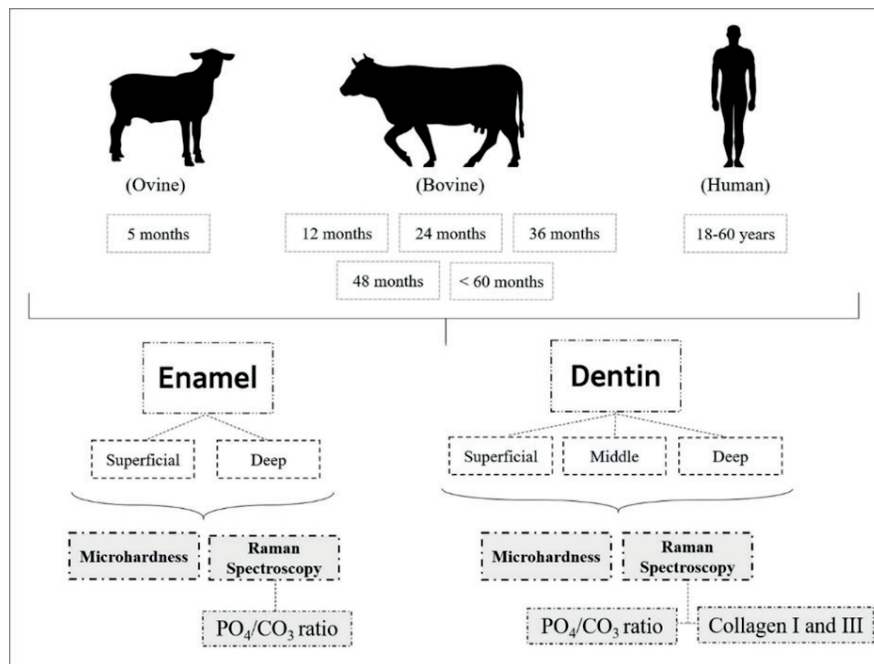 (Ovine) (Bovine) (Human)
5 months 12 months 24 months 36 months 18-60 years
48 months < 60 months
Enamel Dentin
Superficial Deep Superficial Middle Deep
Microhardness Raman Spectroscopy Microhardness Raman Spectroscopy
PO₄/CO₃ ratio PO₄/CO₃ ratio Collagen I and III